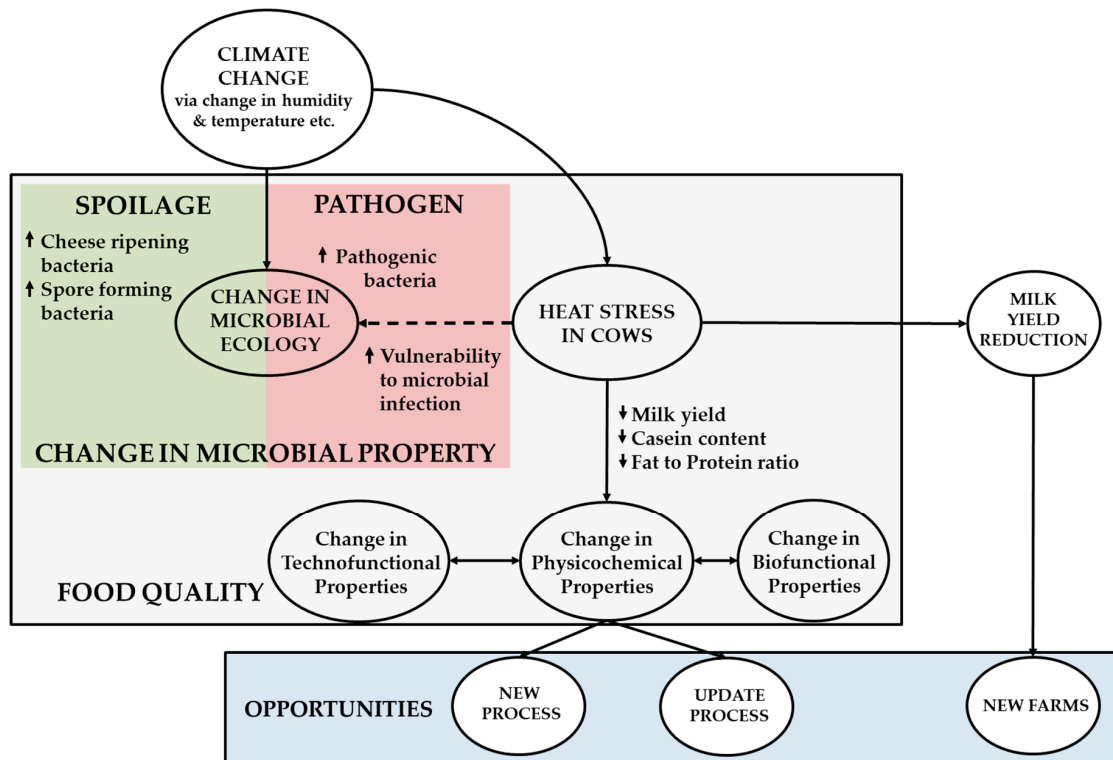 CLIMATE
CHANGE
via change in humidity
& temperature etc.
SPOILAGE
↑ Cheese ripening
bacteria
↑ Spore forming
bacteria
PATHOGEN
↑ Pathogenic
bacteria
CHANGE IN
MICROBIAL
ECOLOGY
↑ Vulnerability
to microbial
infection
CHANGE IN MICROBIAL PROPERTY
HEAT STRESS
IN COWS
MILK
YIELD
REDUCTION
↓ Milk yield
↓ Casein content
↓ Fat to Protein ratio
Change in
Technofunctional
Properties
Change in
Physicochemical
Properties
Change in
Biofunctional
Properties
FOOD QUALITY
OPPORTUNITIES
NEW
PROCESS
UPDATE
PROCESS
NEW FARMS